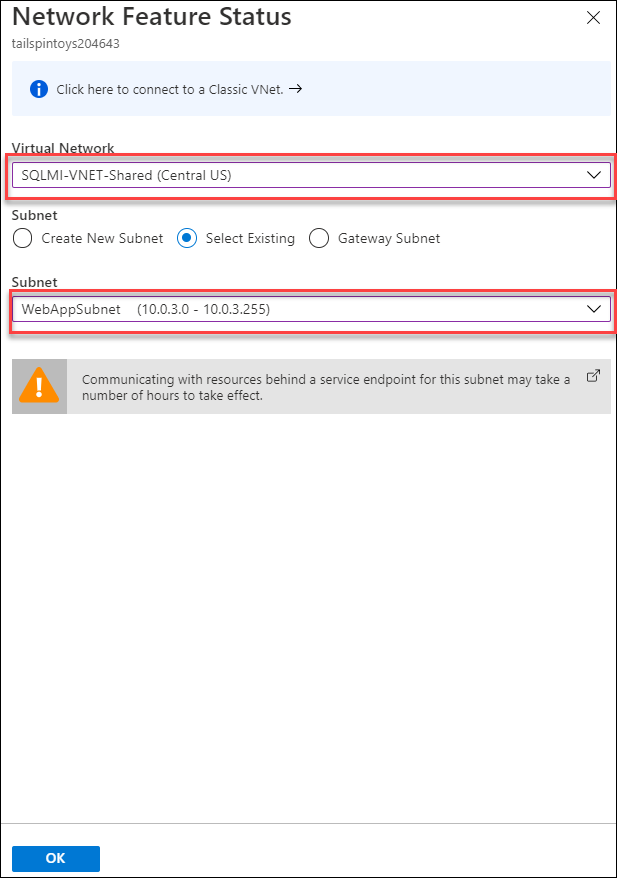 Network Feature Status
tailspintoys204643
Click here to connect to a Classic VNet. →
Virtual Network
SQLMI-VNET-Shared (Central US)
Subnet
Create New Subnet Select Existing Gateway Subnet
Subnet
WebAppSubnet (10.0.3.0 - 10.0.3.255)
Communicating with resources behind a service endpoint for this subnet may take a
number of hours to take effect.
OK